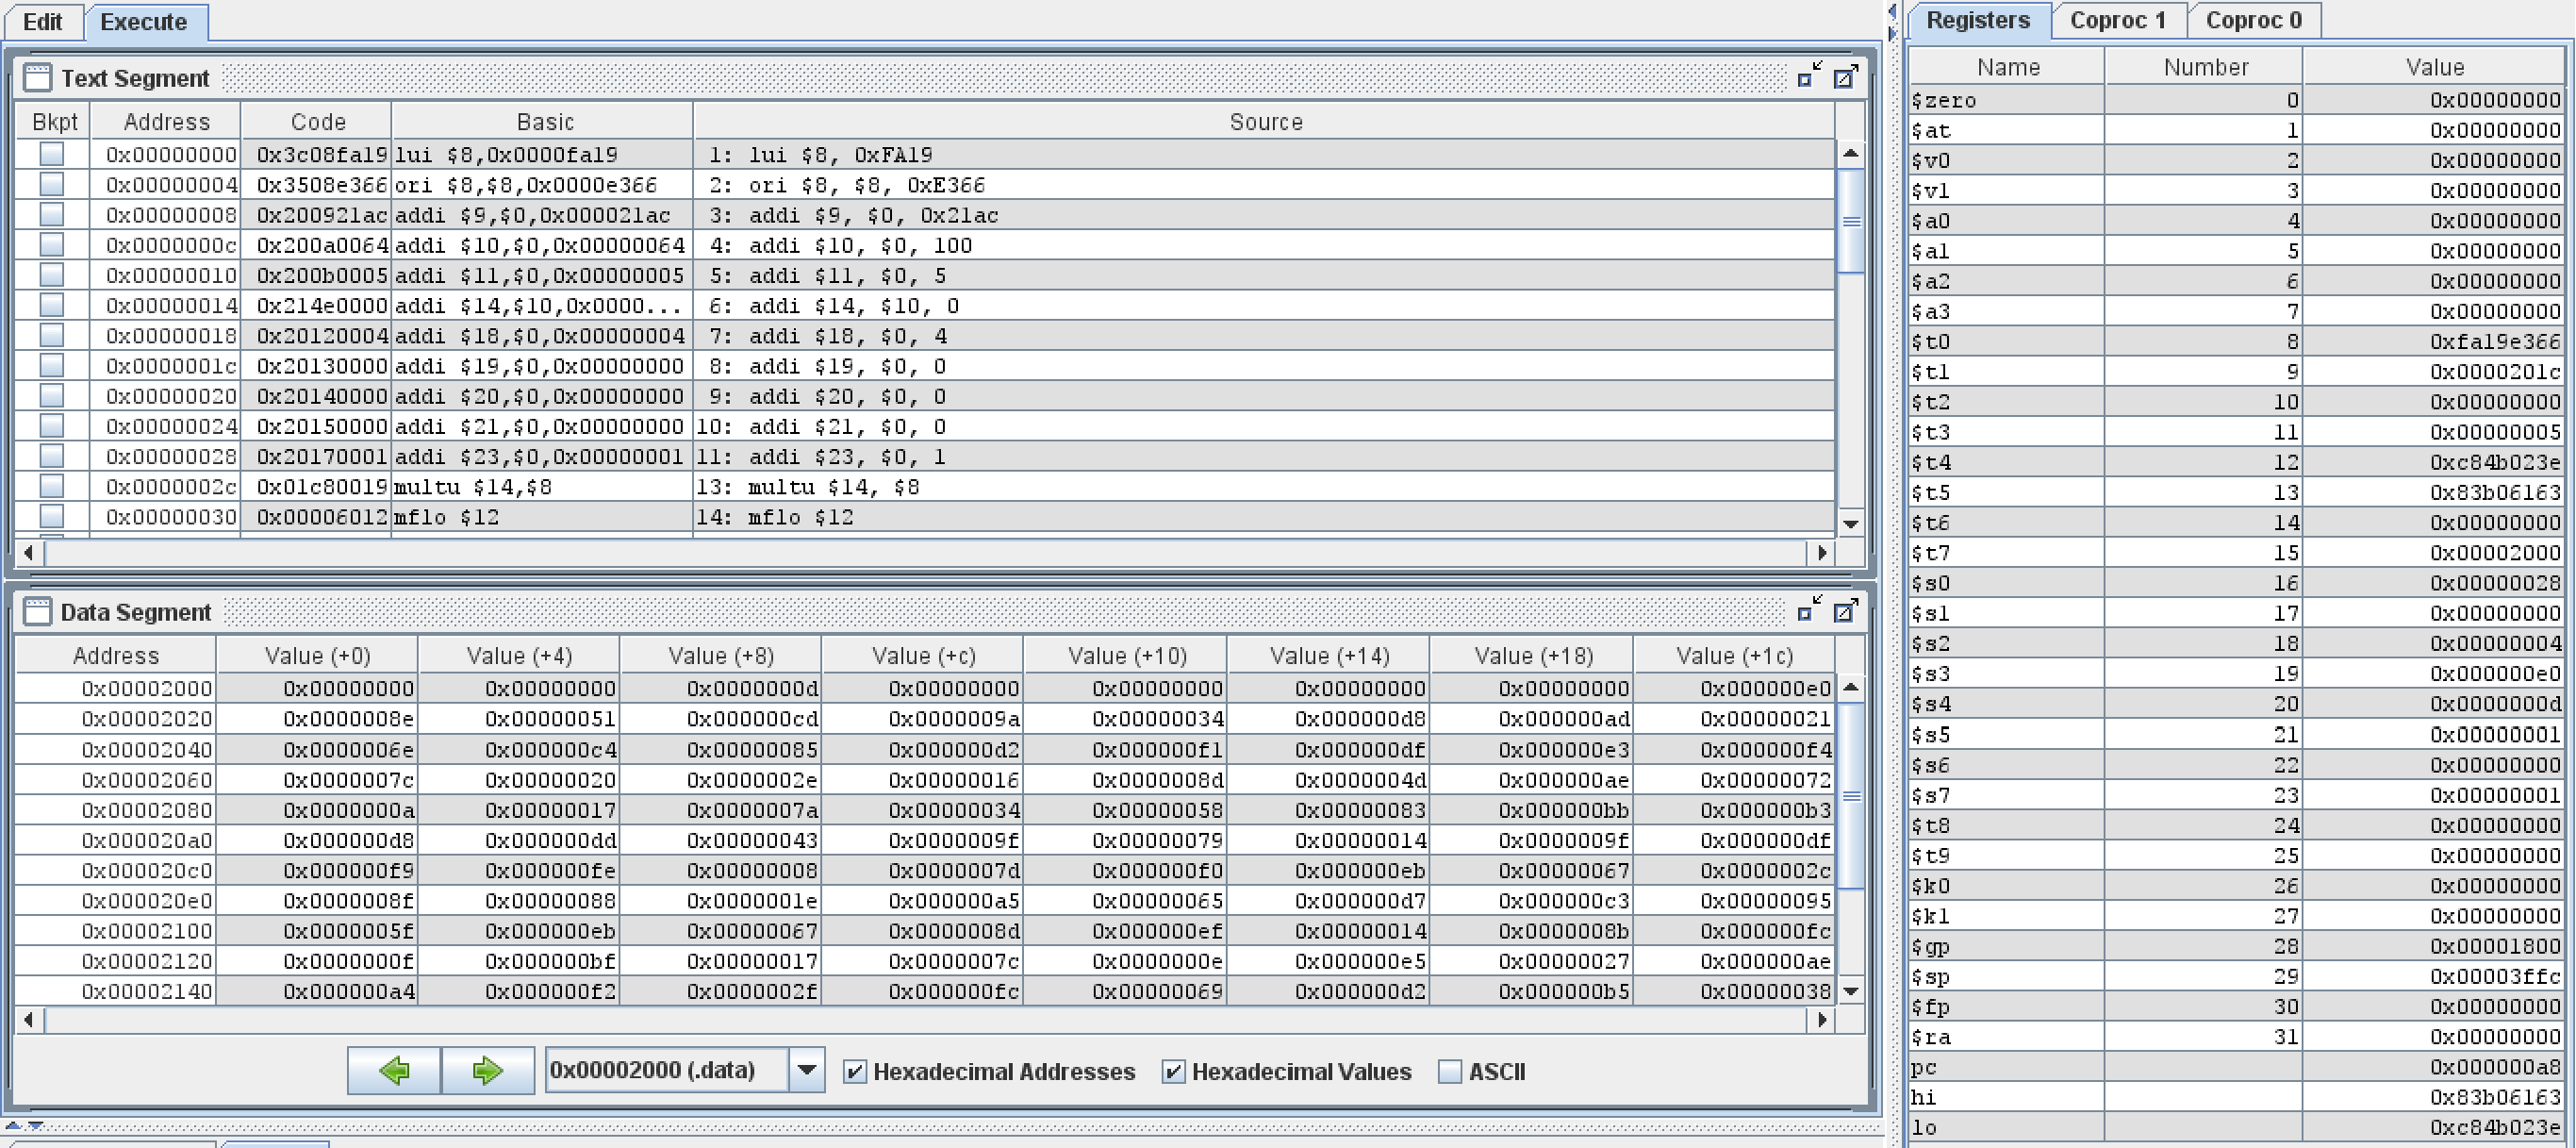 Edit Execute
Text Segment
Bkpt Address Code Basic Source
0x00000000 0x3c08fa19 lui $8,0x0000fa19 1: lui $8, 0xFA19
0x00000004 0x3508e366 ori $8,$8,0x0000e366 2: ori $8, $8, 0xE366
0x00000008 0x200921ac addi $9,$0,0x000021ac 3: addi $9, $0, 0x21ac
0x0000000c 0x200a0064 addi $10,$0,0x00000064 4: addi $10, $0, 100
0x00000010 0x200b0005 addi $11,$0,0x00000005 5: addi $11, $0, 5
0x00000014 0x214e0000 addi $14,$10,0x0000... 6: addi $14, $10, 0
0x00000018 0x20120004 addi $18,$0,0x00000004 7: addi $18, $0, 4
0x0000001c 0x20130000 addi $19,$0,0x00000000 8: addi $19, $0, 0
0x00000020 0x20140000 addi $20,$0,0x00000000 9: addi $20, $0, 0
0x00000024 0x20150000 addi $21,$0,0x00000000 10: addi $21, $0, 0
0x00000028 0x20170001 addi $23,$0,0x00000001 11: addi $23, $0, 1
0x0000002c 0x01c80019 multu $14,$8 13: multu $14, $8
0x00000030 0x00006012 mflo $12 14: mflo $12
Data Segment
Address Value (+0) Value (+4) Value (+8) Value (+c) Value (+10) Value (+14) Value (+18) Value (+1c)
0x00002000 0x00000000 0x00000000 0x0000000d 0x00000000 0x00000000 0x00000000 0x00000000 0x000000e0
0x00002020 0x0000008e 0x00000051 0x000000cd 0x0000009a 0x00000034 0x000000d8 0x000000ad 0x00000021
0x00002040 0x0000006e 0x000000c4 0x00000085 0x000000d2 0x000000f1 0x000000df 0x000000e3 0x000000f4
0x00002060 0x0000007c 0x00000020 0x0000002e 0x00000016 0x0000008d 0x0000004d 0x000000ae 0x00000072
0x00002080 0x0000000a 0x00000017 0x0000007a 0x00000034 0x00000058 0x00000083 0x000000bb 0x000000b3
0x000020a0 0x000000d8 0x000000dd 0x00000043 0x0000009f 0x00000079 0x00000014 0x0000009f 0x000000df
0x000020c0 0x000000f9 0x000000fe 0x00000008 0x0000007d 0x000000f0 0x000000eb 0x00000067 0x0000002c
0x000020e0 0x0000008f 0x00000088 0x0000001e 0x000000a5 0x00000065 0x000000d7 0x000000c3 0x00000095
0x00002100 0x0000005f 0x000000eb 0x00000067 0x0000008d 0x000000ef 0x00000014 0x0000008b 0x000000fc
0x00002120 0x0000000f 0x000000bf 0x00000017 0x0000007c 0x0000000e 0x000000e5 0x00000027 0x000000ae
0x00002140 0x000000a4 0x000000f2 0x0000002f 0x000000fc 0x00000069 0x000000d2 0x000000b5 0x00000038
0x00002000 (.data) Hexadecimal Addresses Hexadecimal Values ASCII
Registers Coproc 1 Coproc 0
Name Number Value
$zero 0 0x00000000
$at 1 0x00000000
$v0 2 0x00000000
$v1 3 0x00000000
$a0 4 0x00000000
$a1 5 0x00000000
$a2 6 0x00000000
$a3 7 0x00000000
$t0 8 0xfa19e366
$t1 9 0x0000201c
$t2 10 0x00000000
$t3 11 0x00000005
$t4 12 0xc84b023e
$t5 13 0x83b06163
$t6 14 0x00000000
$t7 15 0x00002000
$s0 16 0x00000028
$s1 17 0x00000000
$s2 18 0x00000004
$s3 19 0x000000e0
$s4 20 0x0000000d
$s5 21 0x00000001
$s6 22 0x00000000
$s7 23 0x00000001
$t8 24 0x00000000
$t9 25 0x00000000
$k0 26 0x00000000
$k1 27 0x00000000
$gp 28 0x00001800
$sp 29 0x00003ffc
$fp 30 0x00000000
$ra 31 0x00000000
pc 0x000000a8
hi 0x83b06163
lo 0xc84b023e